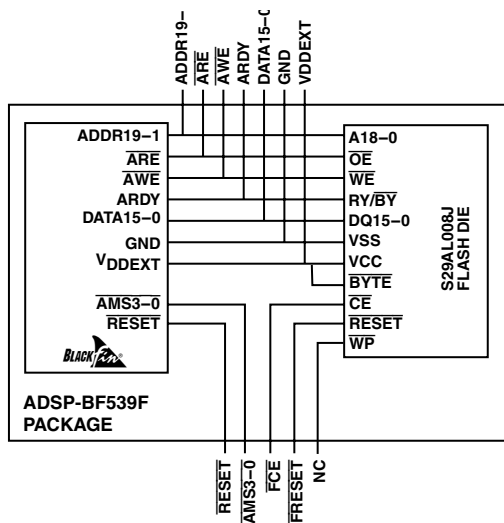 ADDR19-
ARE
AWE
ARDY
DATA15-0
GND
VDDEXT
ADDR19–1
ARE
AWE
ARDY
DATA15-0
GND
VDDEXT
AMS3-0
RESET
BLACKfin®
A18-0
OE
WE
RY/BY
DQ15-0
VSS
VCC
BYTE
CE
RESET
WP
S29AL008J
FLASH DIE
ADSP-BF539F
PACKAGE
RESET
AMS3-0
FCE
FRESET
NC